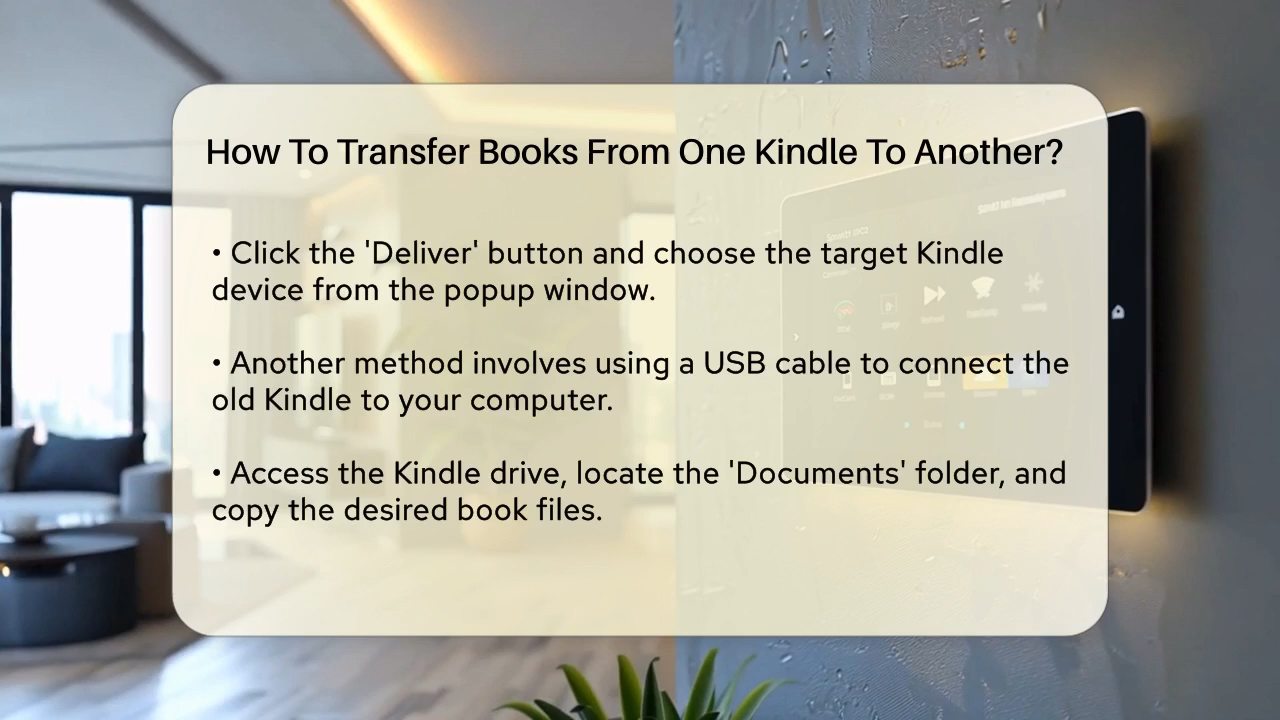 How To Transfer Books From One Kindle To Another?
• Click the 'Deliver' button and choose the target Kindle
device from the popup window.
• Another method involves using a USB cable to connect the
old Kindle to your computer.
• Access the Kindle drive, locate the 'Documents' folder, and
copy the desired book files.